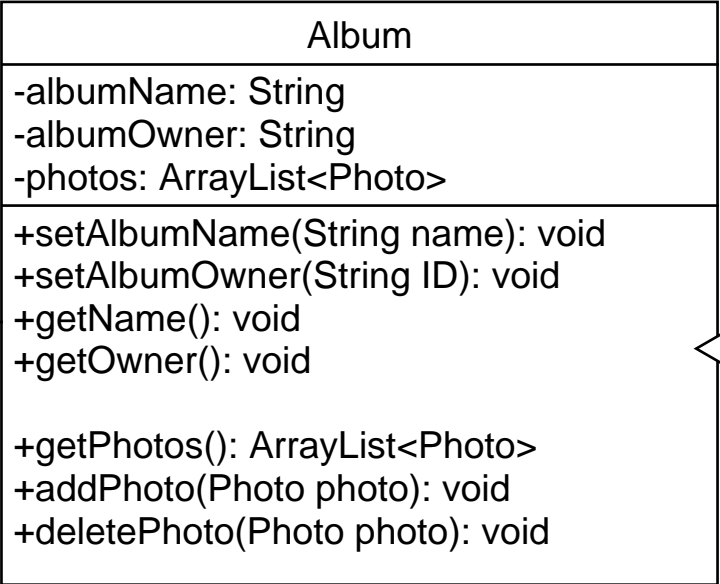 Album
-albumName: String
-albumOwner: String
-photos: ArrayList<Photo>
+setAlbumName(String name): void
+setAlbumOwner(String ID): void
+getName(): void
+getOwner(): void
+getPhotos(): ArrayList<Photo>
+addPhoto(Photo photo): void
+deletePhoto(Photo photo): void